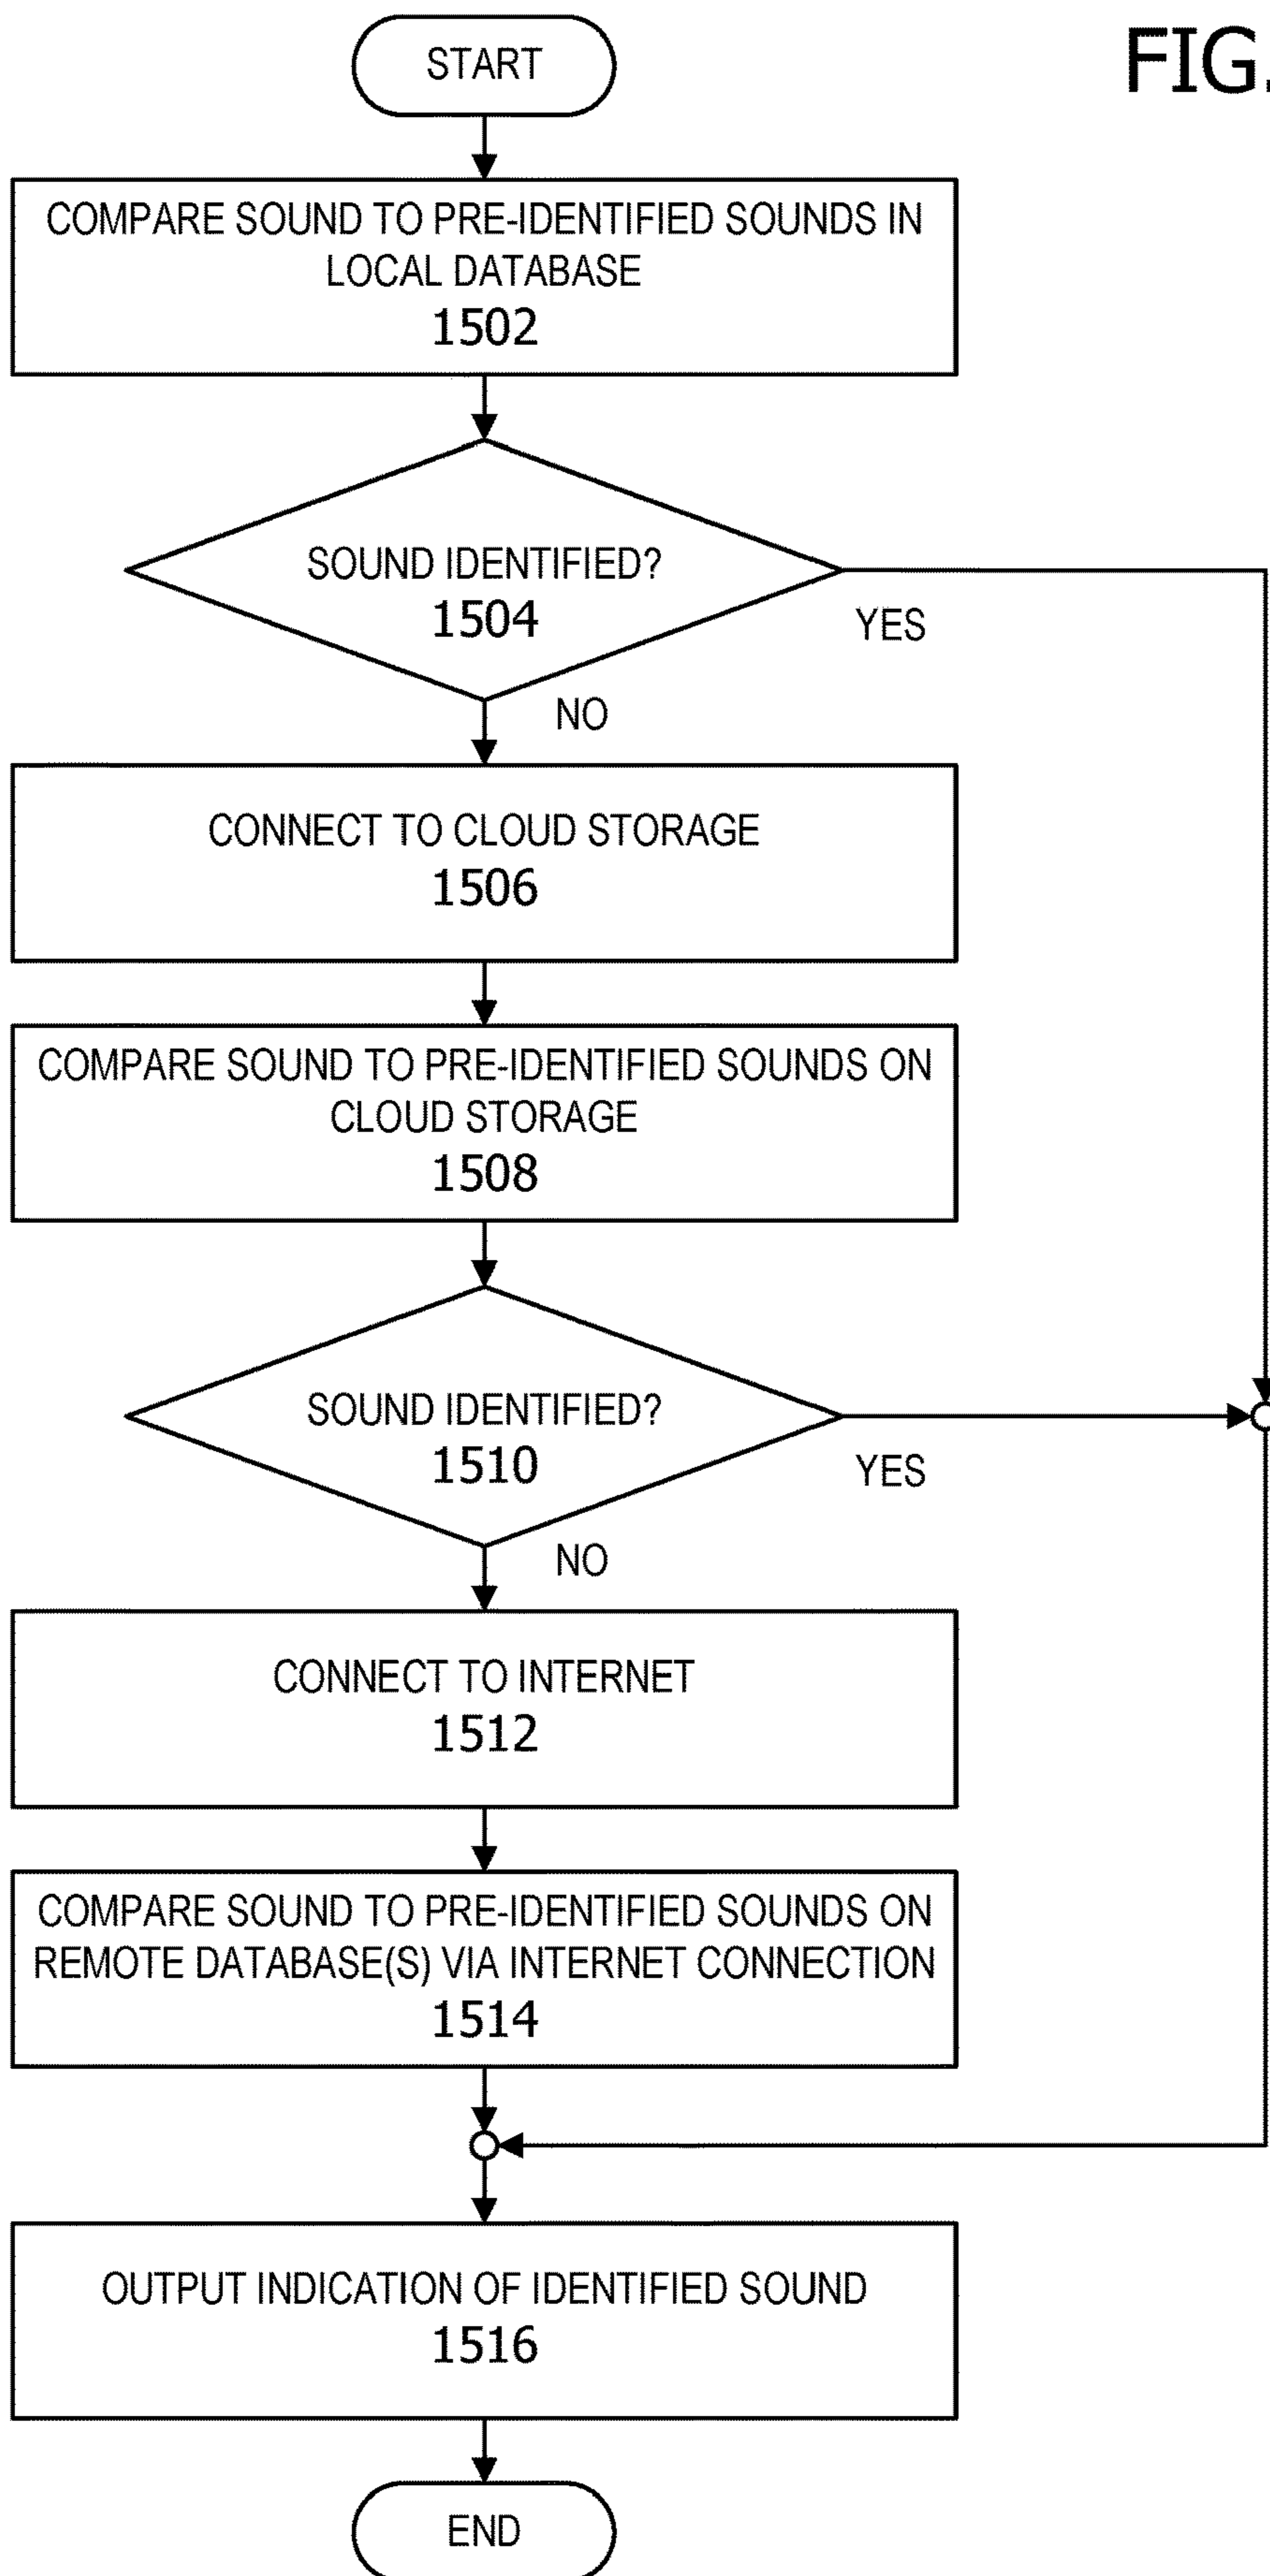 START
FIG.
COMPARE SOUND TO PRE-IDENTIFIED SOUNDS IN
LOCAL DATABASE
1502
SOUND IDENTIFIED?
1504
YES
NO
CONNECT TO CLOUD STORAGE
1506
COMPARE SOUND TO PRE-IDENTIFIED SOUNDS ON
CLOUD STORAGE
1508
SOUND IDENTIFIED?
1510
YES
NO
CONNECT TO INTERNET
1512
COMPARE SOUND TO PRE-IDENTIFIED SOUNDS ON
REMOTE DATABASE(S) VIA INTERNET CONNECTION
1514
OUTPUT INDICATION OF IDENTIFIED SOUND
1516
END